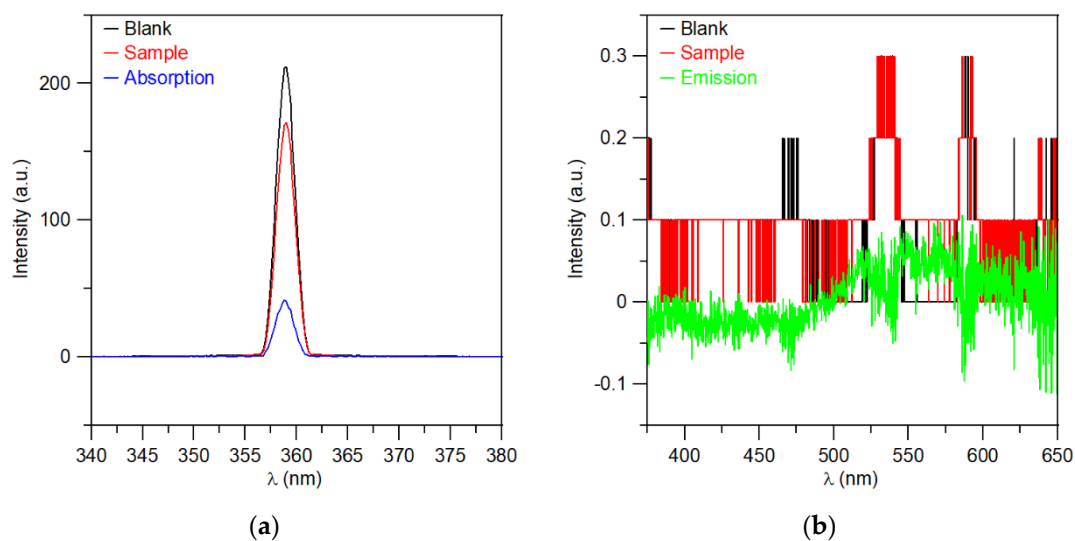 Blank
Sample
Absorption
200
100
0
Intensity (a.u.)
340 345 350 355 360 365 370 375 380
λ (nm)
(a)
Blank
Sample
Emission
0.3
0.2
0.1
0
-0.1
Intensity (a.u.)
400 450 500 550 600 650
λ (nm)
(b)